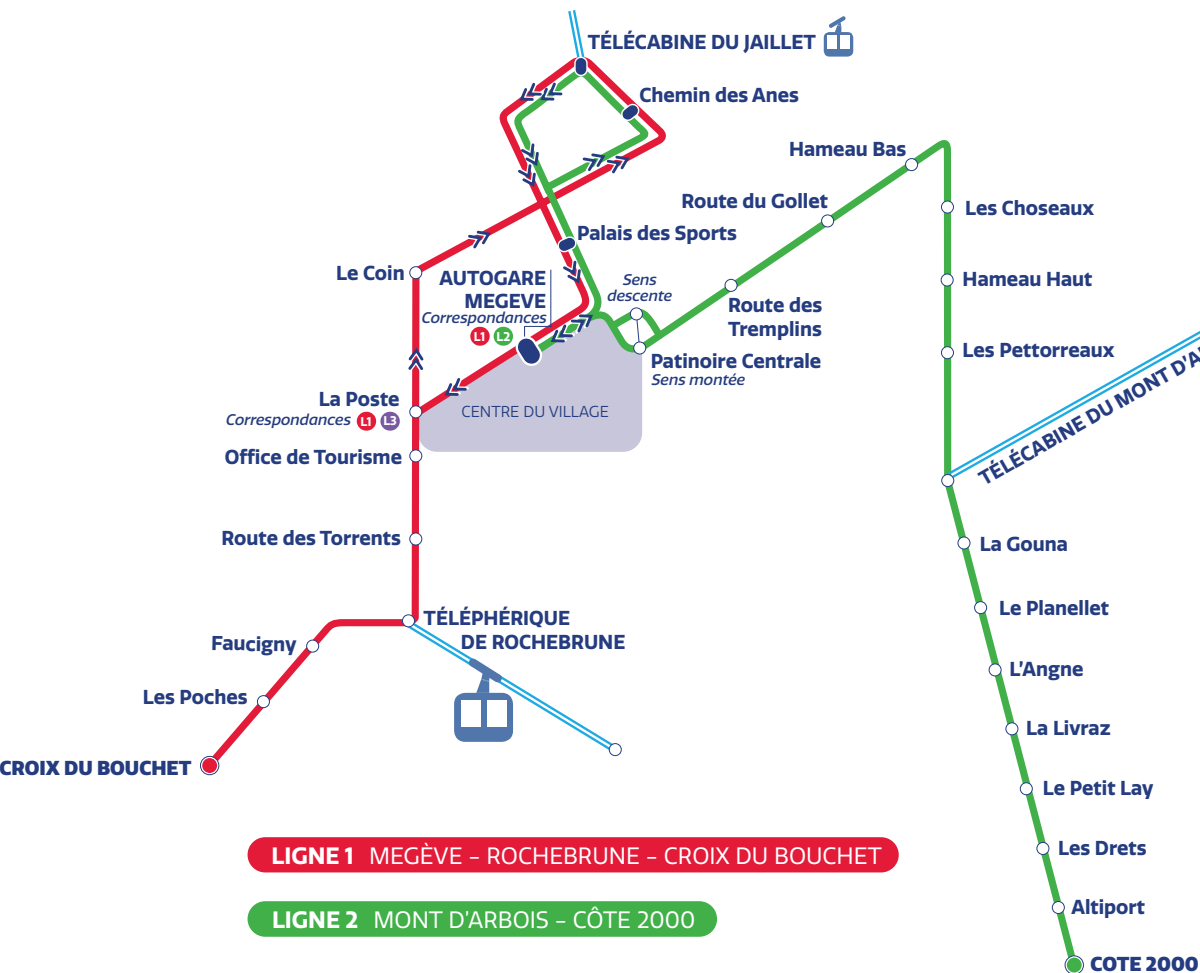 TÉLÉCABINE DU JAILLET
Chemin des Anes
Hameau Bas
Route du Gollet
Les Choseaux
Palais des Sports
Le Coin
AUTOGARE
MEGEVE
Correspondances
L1 L2
Sens
descente
Hameau Haut
Route des
Tremplins
Patinoire Centrale
Sens montée
Les Pettorreaux
La Poste
Correspondances L1 L3
CENTRE DU VILLAGE
TÉLÉCABINE DU MONT D'A
Office de Tourisme
Route des Torrents
La Gouna
Le Planellet
TÉLÉPHÉRIQUE
DE ROCHEBRUNE
Faucigny
L'Angne
Les Poches
La Livraz
CROIX DU BOUCHET
Le Petit Lay
Les Drets
LIGNE 1 MEGÈVE – ROCHEBRUNE – CROIX DU BOUCHET
Altiport
LIGNE 2 MONT D'ARBOIS – CÔTE 2000
COTE 2000